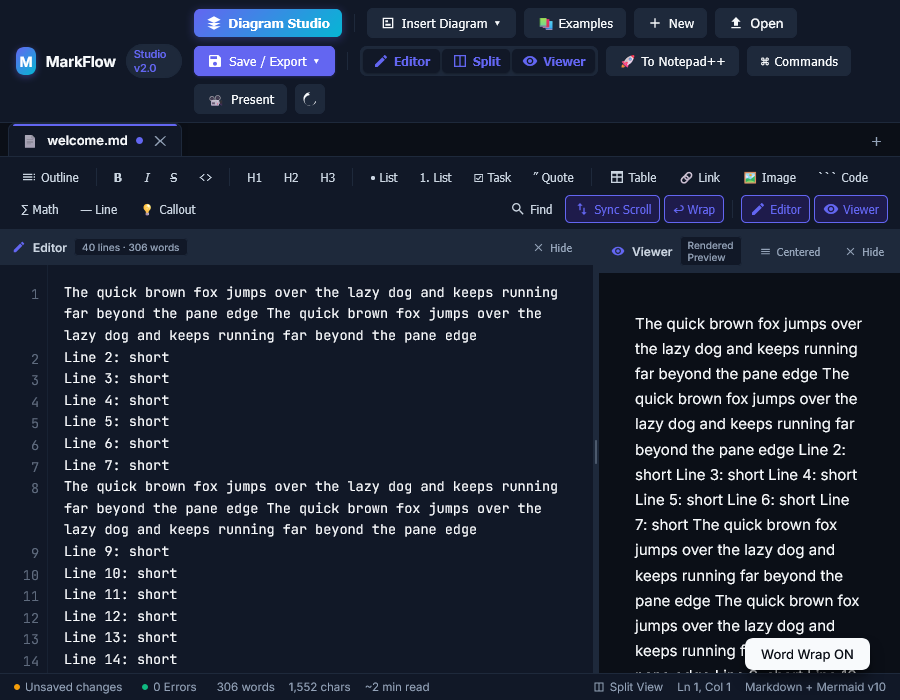 Diagram Studio
Insert Diagram ▾
Examples
+ New
Open
M
MarkFlow
Studio v2.0
Save / Export ▾
Editor
Split
Viewer
To Notepad++
⌘ Commands
Present
welcome.md
+
Outline
B
I
S
<>
H1
H2
H3
• List
1. List
☑ Task
" Quote
Table
Link
Image
``` Code
∑ Math
— Line
Callout
Find
Sync Scroll
↩ Wrap
Editor
Viewer
Editor
40 lines · 306 words
Hide
Viewer
Rendered Preview
Centered
Hide
1 The quick brown fox jumps over the lazy dog and keeps running
far beyond the pane edge The quick brown fox jumps over the
lazy dog and keeps running far beyond the pane edge
2 Line 2: short
3 Line 3: short
4 Line 4: short
5 Line 5: short
6 Line 6: short
7 Line 7: short
8 The quick brown fox jumps over the lazy dog and keeps running
far beyond the pane edge The quick brown fox jumps over the
lazy dog and keeps running far beyond the pane edge
9 Line 9: short
10 Line 10: short
11 Line 11: short
12 Line 12: short
13 Line 13: short
14 Line 14: short
The quick brown fox jumps over
the lazy dog and keeps running
far beyond the pane edge The
quick brown fox jumps over the
lazy dog and keeps running far
beyond the pane edge Line 2:
short Line 3: short Line 4: short
Line 5: short Line 6: short Line
7: short The quick brown fox
jumps over the lazy dog and
keeps running far beyond the
pane edge The quick brown fox
jumps over the lazy dog and
keeps running
Word Wrap ON
Unsaved changes
0 Errors
306 words
1,552 chars
~2 min read
Split View
Ln 1, Col 1
Markdown + Mermaid v10